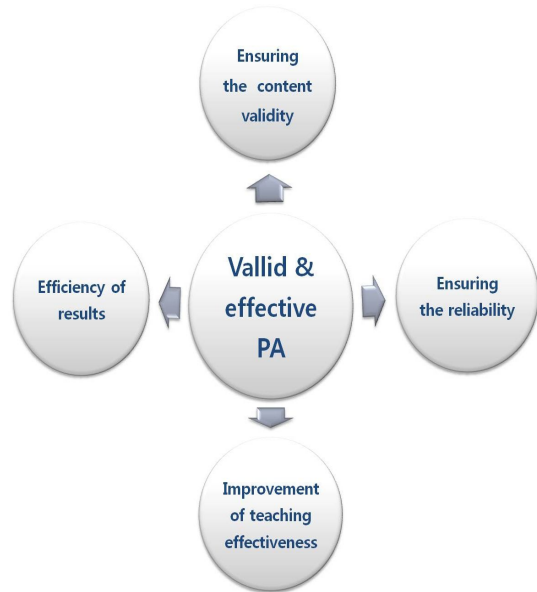 Ensuring
the content
validity
Efficiency of
results
Vallid &
effective
PA
Ensuring
the reliability
Improvement
of teaching
effectiveness